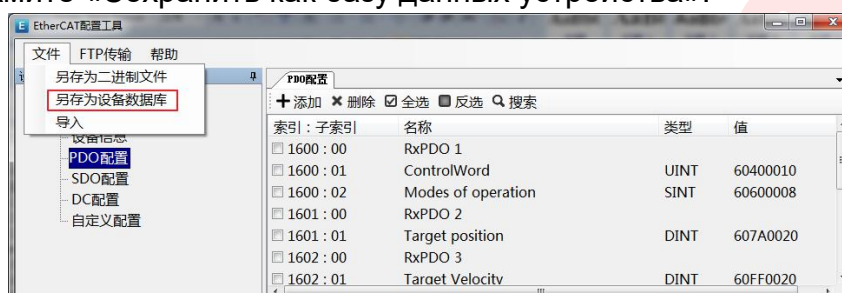 «Сохранить как базу данных устройства».
EtherCAT配置工具
文件 FTP传输 帮助
另存为二进制文件
另存为设备数据库
导入
设备信息
PDO配置
SDO配置
DC配置
自定义配置
PDO配置
添加 删除 全选 反选 搜索
索引：子索引 名称 类型 值
1600 : 00 RxPDO 1
1600 : 01 ControlWord UINT 60400010
1600 : 02 Modes of operation SINT 60600008
1601 : 00 RxPDO 2
1601 : 01 Target position DINT 607A0020
1602 : 00 RxPDO 3
1602 : 01 Target Velocity DINT 60FF0020